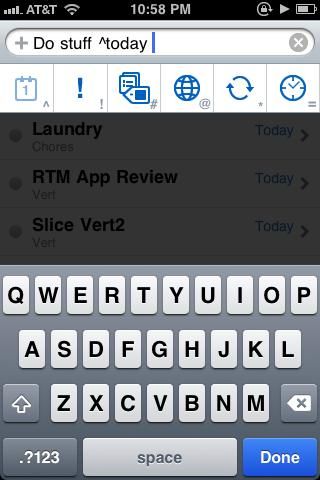 AT&T 10:58 PM
Do stuff ^today
1 ^ ! ! # @ * =
Laundry Today
Chores
RTM App Review Today
Vert
Slice Vert2 Today
Vert
Q W E R T Y U I O P
A S D F G H J K L
Z X C V B N M
.?123 space Done